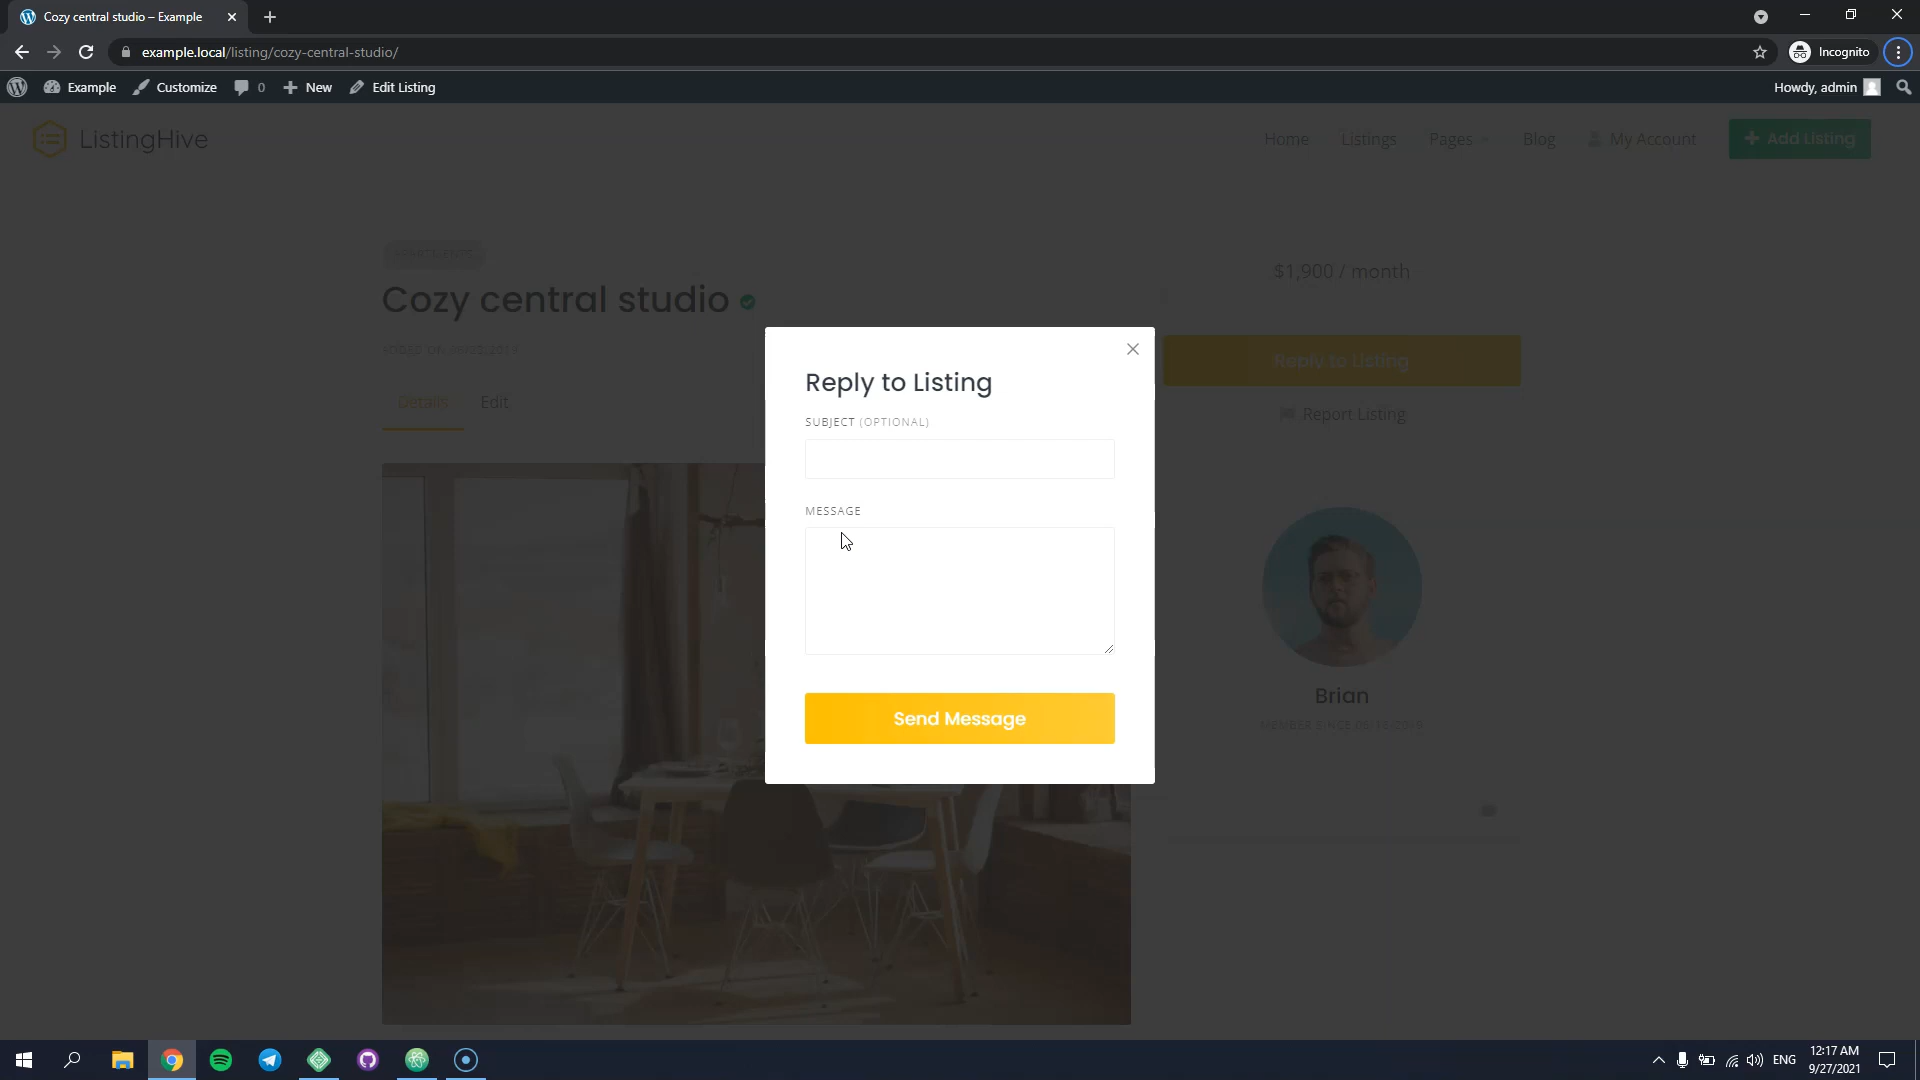 Cozy central studio – Example
example.local/listing/cozy-central-studio/
Incognito
Example
Customize
0
New
Edit Listing
Howdy, admin
ListingHive
Home
Listings
Pages
Blog
My Account
Add Listing
$1,900 / month
Cozy central studio
Reply to Listing
Details
Edit
Report Listing
Reply to Listing
SUBJECT (OPTIONAL)
MESSAGE
Send Message
Brian
MEMBER SINCE
ENG
12:17 AM
9/27/2021